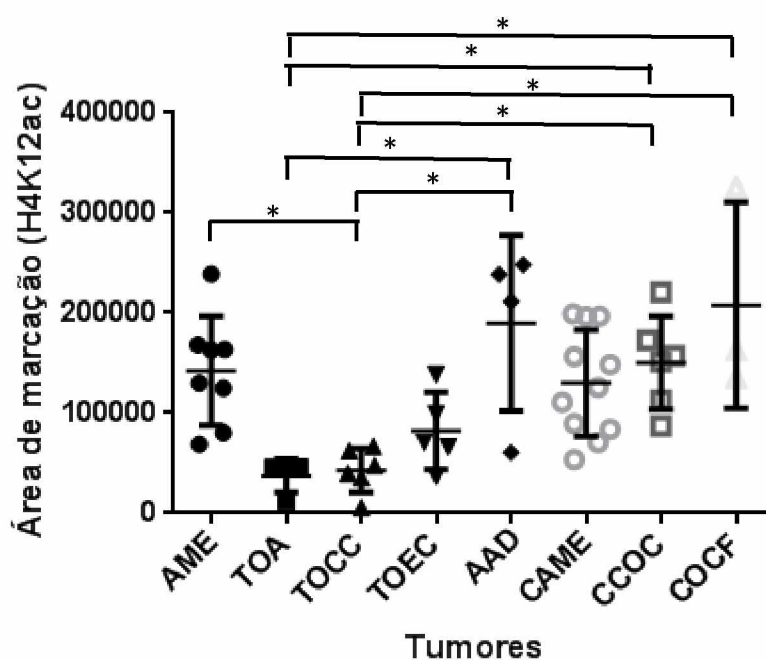 *
*
*
*
*
*
*
Área de marcação (H4K12ac)
400000
300000
200000
100000
0
AME
TOA
TOCC
TOEC
AAD
CAME
CCOC
COCF
Tumores